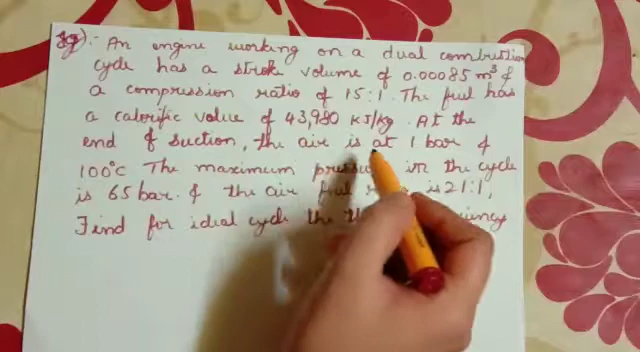 Eg) :- An engine working on a dual combustion
cycle has a stroke volume of 0.00085 m³ &
a compression ratio of 15:1. The fuel has
a calorific value of 43,980 KJ/kg. At the
end of suction, the air is at 1 bar &
100°C The maximum pressu in the cycle
is 65 bar. & the air fuel is 21:1,
Find for ideal cycle the